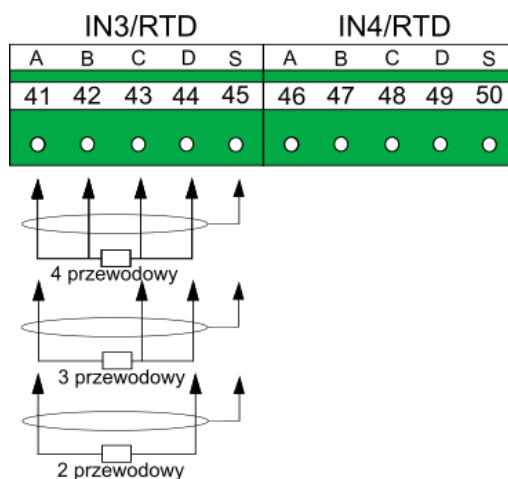 IN3/RTD IN4/RTD
A B C D S A B C D S
41 42 43 44 45 46 47 48 49 50
4 przewodowy
3 przewodowy
2 przewodowy